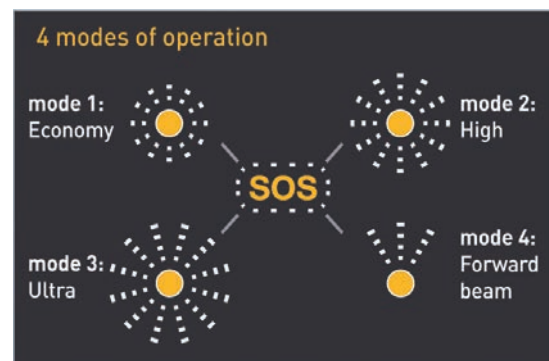 4 modes of operation
mode 1:
Economy
mode 2:
High
SOS
mode 3:
Ultra
mode 4:
Forward
beam